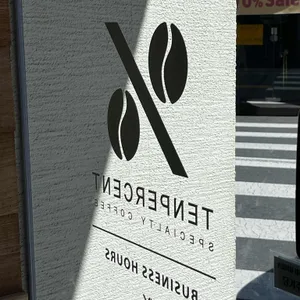 TENPERCENT
SPECIALTY COFFEE
BUSINESS HOURS